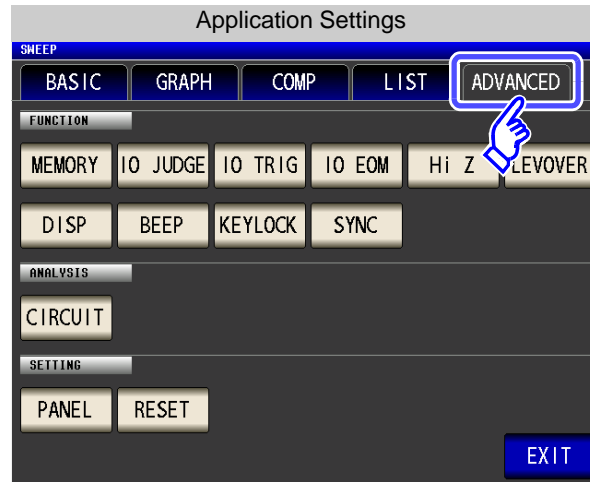 Application Settings
SWEEP
BASIC GRAPH COMP LIST ADVANCED
FUNCTION
MEMORY IO JUDGE IO TRIG IO EOM Hi Z LEVOVER
DISP BEEP KEYLOCK SYNC
ANALYSIS
CIRCUIT
SETTING
PANEL RESET
EXIT